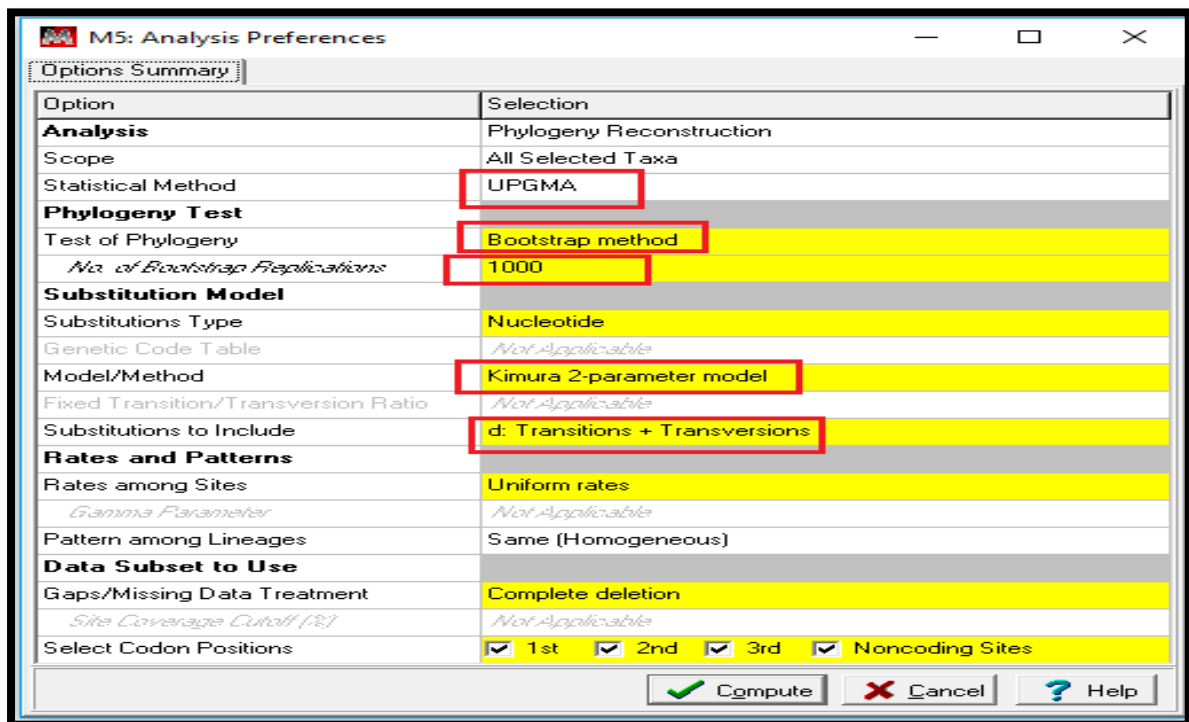 M5: Analysis Preferences
Options Summary
Option Selection
Analysis Phylogeny Reconstruction
Scope All Selected Taxa
Statistical Method UPGMA
Phylogeny Test
Test of Phylogeny Bootstrap method
No. of Bootstrap Replications 1000
Substitution Model
Substitutions Type Nucleotide
Genetic Code Table Not Applicable
Model/Method Kimura 2-parameter model
Fixed Transition/Transversion Ratio Not Applicable
Substitutions to Include d: Transitions + Transversions
Rates and Patterns
Rates among Sites Uniform rates
Gamma Parameter Not Applicable
Pattern among Lineages Same (Homogeneous)
Data Subset to Use
Gaps/Missing Data Treatment Complete deletion
Site Coverage Cutoff (%) Not Applicable
Select Codon Positions 1st 2nd 3rd Noncoding Sites
Compute Cancel Help